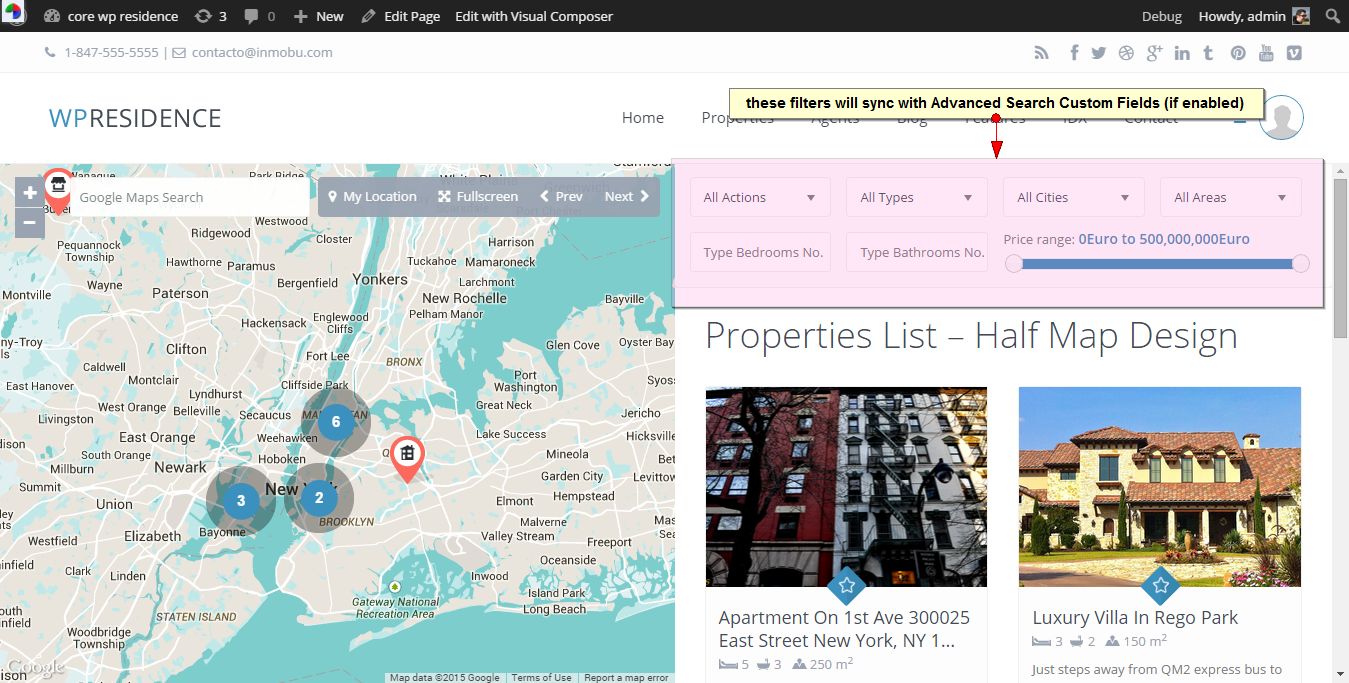 core wp residence 3 0 New Edit Page Edit with Visual Composer Debug Howdy, admin
1-847-555-5555 | contacto@inmobu.com
these filters will sync with Advanced Search Custom Fields (if enabled)
WPRESIDENCE Home Properties Agents Blog Features IDX Contact
Google Maps Search My Location Fullscreen Prev Next
All Actions All Types All Cities All Areas
Type Bedrooms No. Type Bathrooms No. Price range: 0Euro to 500,000,000Euro
Westwood
Ridgewood
Closter
Harrison
Pequannock
Township
Hawthorne
Paramus
Tuckahoe
Mamaroneck
Wayne
Bergenfield
Yonkers
Larchmont
Montville
Paterson
New Rochelle
Bayville
Pelham Manor
Hackensack
Englewood
Cliffs
Clifton
Fort Lee
Glen Cove
Oyster Bay
Caldwell
BRONX
East Hanover
Montclair
Cliffside Park
Port
Washington
Lyndhurst
Great Neck
Livingston
West Orange
Belleville
Secaucus
Jericho
East Orange
Weehawken
6
Lake Success
Hicksville
South Orange
Hoboken
Millburn
Newark
Mineola
Garden City
Summit
New York
Hempstead
Union
3
2
Elmont
BROOKLYN
Malverne
Westfield
Elizabeth
Bayonne
Valley Stream
Freeport
Oceanside
Clark
Linden
Inwood
Island Park
Long Beach
Gateway National
Recreation Area
STATEN ISLAND
Woodbridge
Township
Google
Map data ©2015 Google Terms of Use Report a map error
Properties List – Half Map Design
Apartment On 1st Ave 300025
East Street New York, NY 1...
5 3 250 m²
Luxury Villa In Rego Park
3 2 150 m²
Just steps away from QM2 express bus to